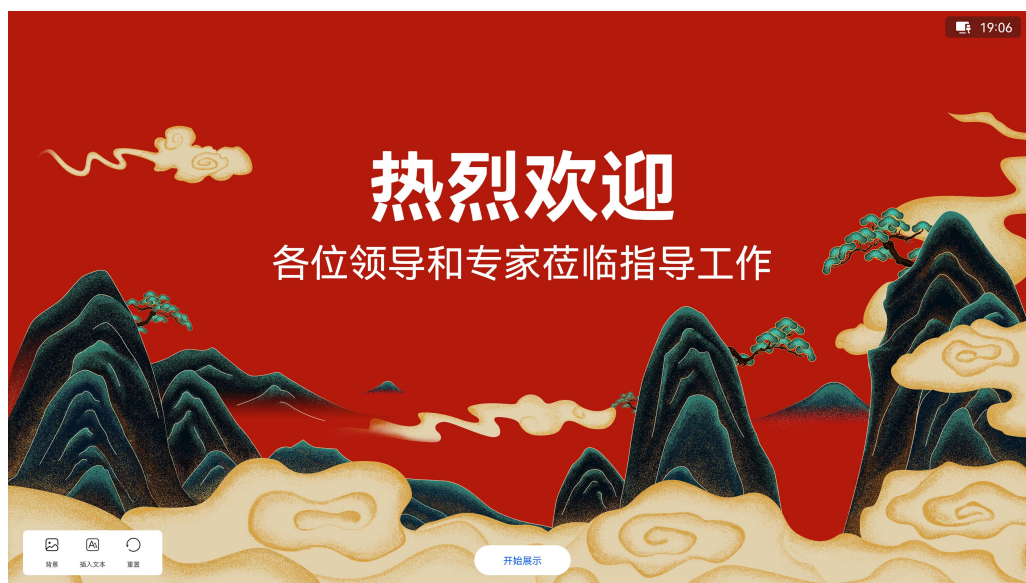 19:06
热烈欢迎
各位领导和专家莅临指导工作
背景 插入文本 重置
开始展示